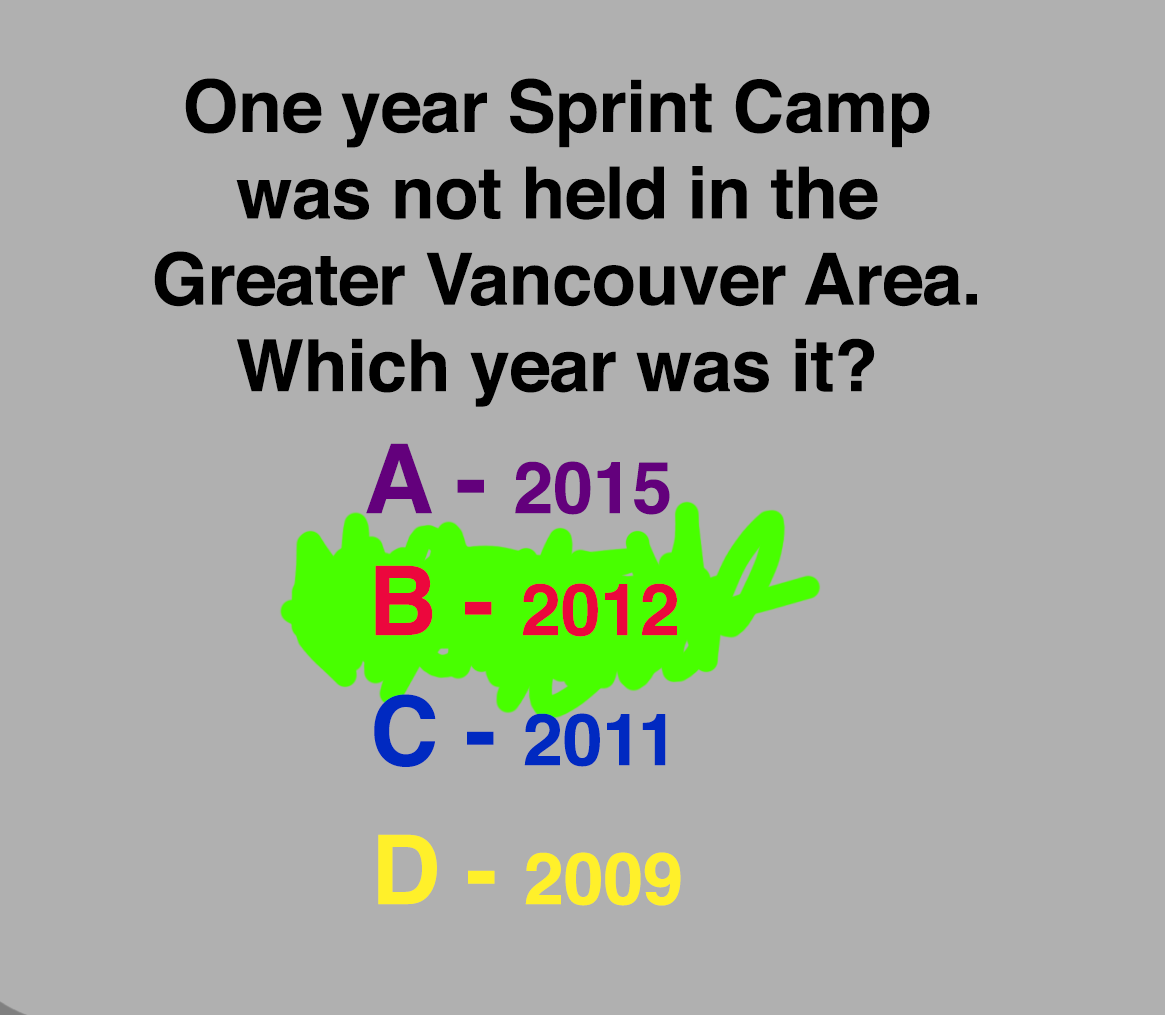 One year Sprint Camp
was not held in the
Greater Vancouver Area.
Which year was it?
A - 2015
B - 2012
C - 2011
D - 2009